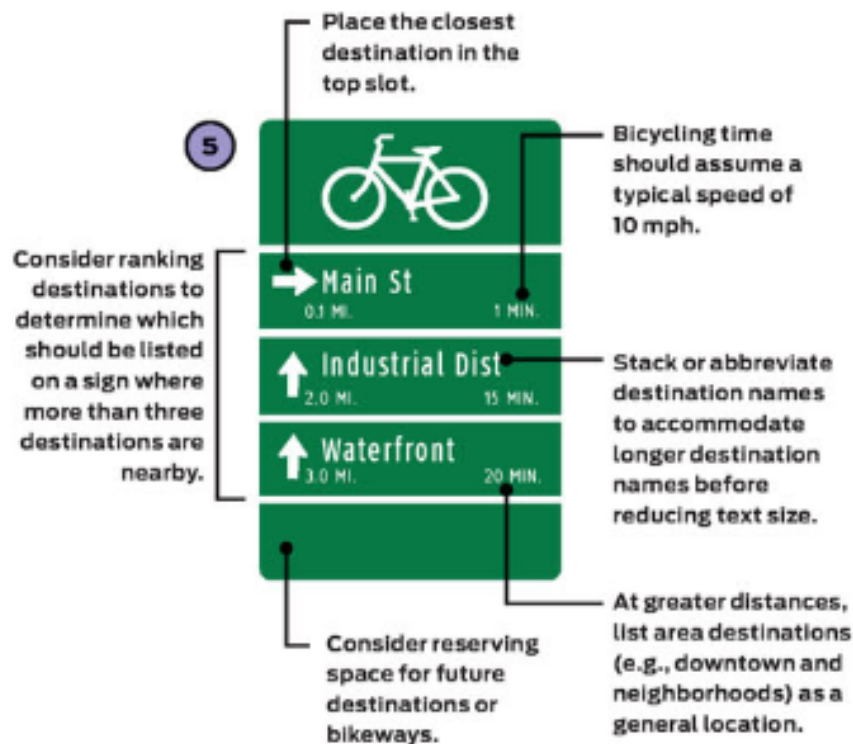 Place the closest
destination in the
top slot.
5
Bicycling time
should assume a
typical speed of
10 mph.
Consider ranking
destinations to
determine which
should be listed
on a sign where
more than three
destinations are
nearby.
Main St
0.1 MI. 1 MIN.
Industrial Dist
2.0 MI. 15 MIN.
Waterfront
3.0 MI. 20 MIN.
Stack or abbreviate
destination names
to accommodate
longer destination
names before
reducing text size.
At greater distances,
list area destinations
(e.g., downtown and
neighborhoods) as a
general location.
Consider reserving
space for future
destinations or
bikeways.